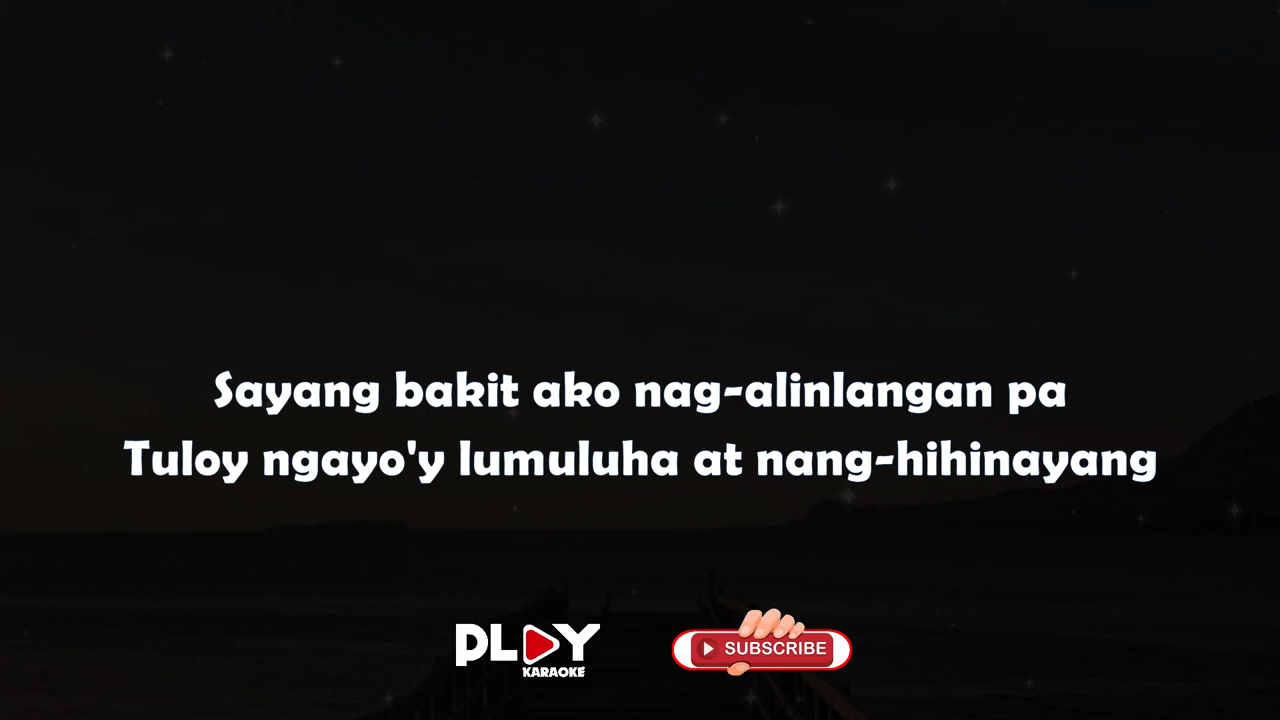 Sayang bakit ako nag-alinlangan pa
Tuloy ngayo'y lumuluha at nang-hihinayang
PLAY
KARAOKE
SUBSCRIBE